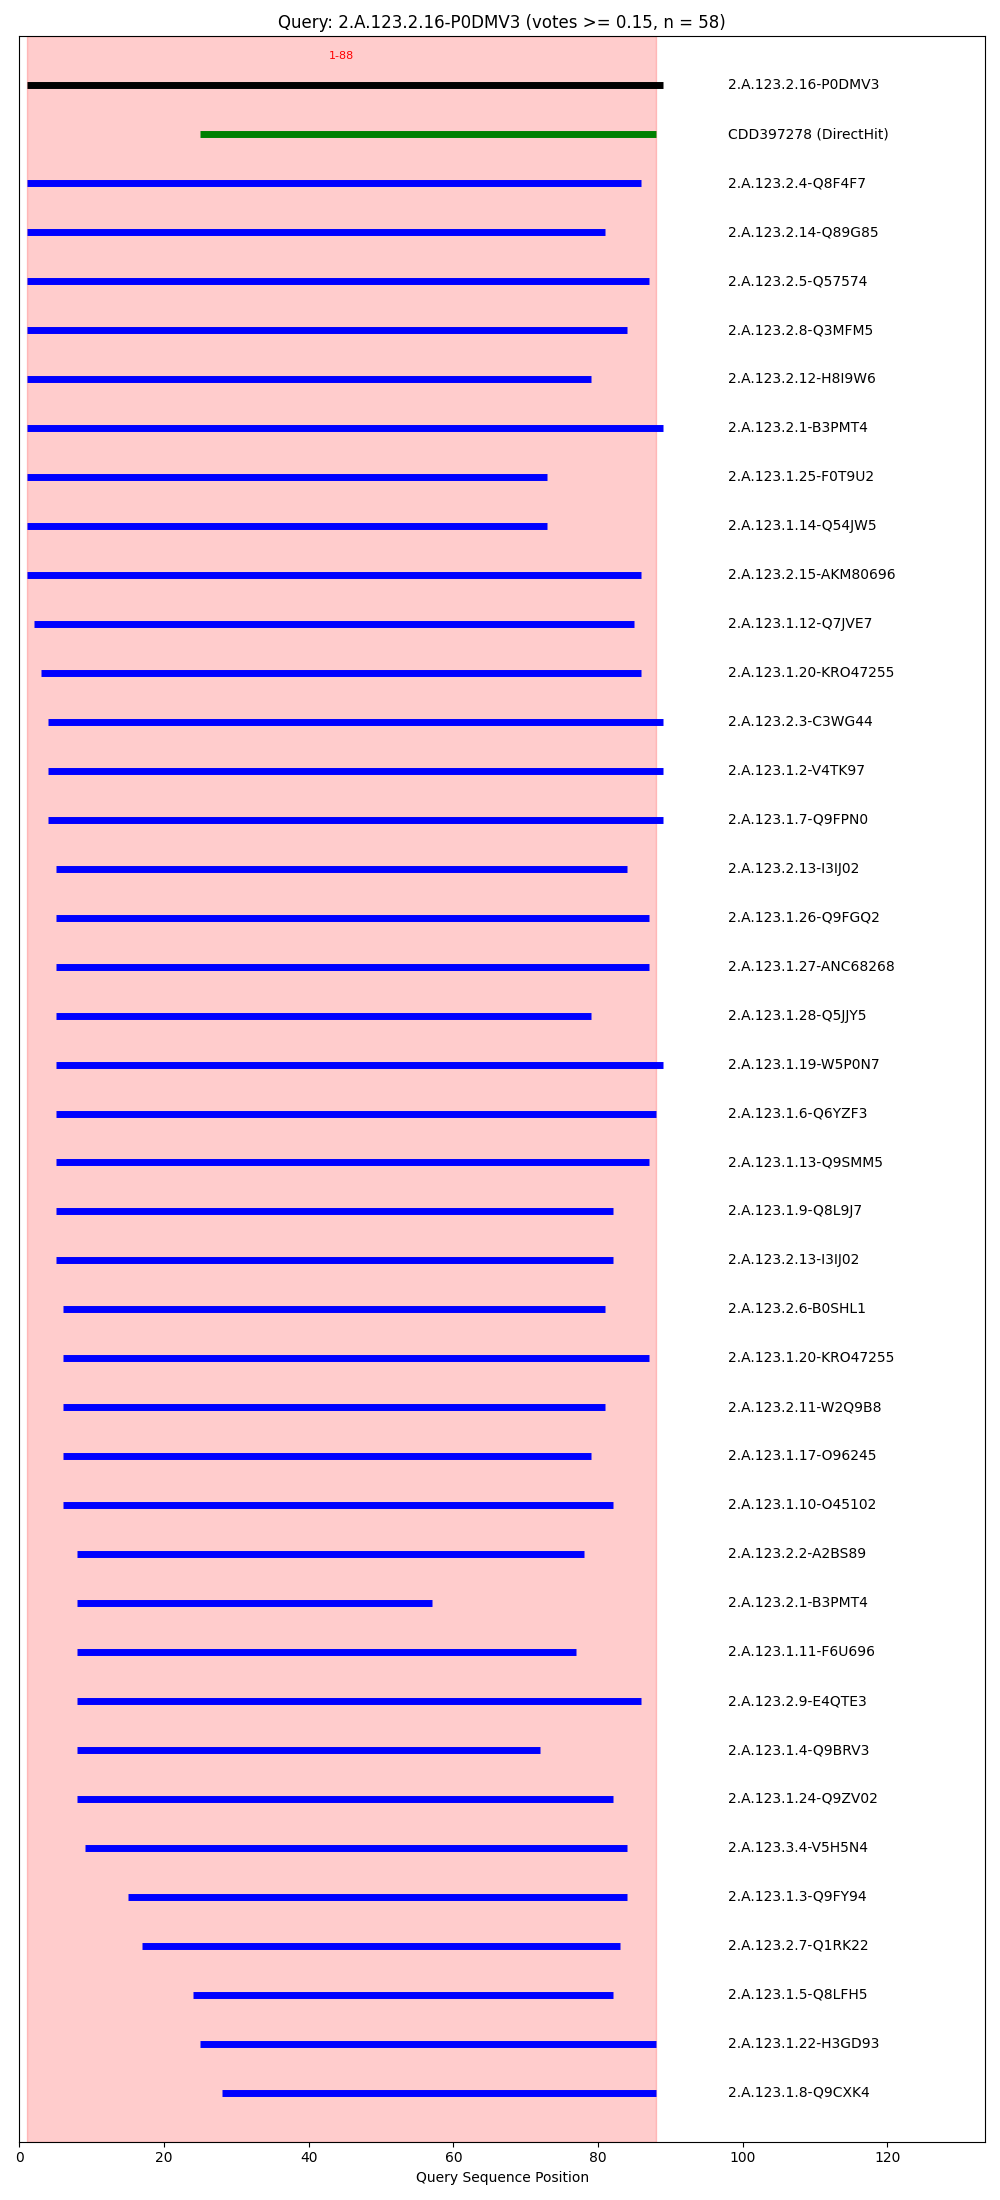 Query: 2.A.123.2.16-P0DMV3 (votes >= 0.15, n = 58)
1-88
2.A.123.2.16-P0DMV3
CDD397278 (DirectHit)
2.A.123.2.4-Q8F4F7
2.A.123.2.14-Q89G85
2.A.123.2.5-Q57574
2.A.123.2.8-Q3MFM5
2.A.123.2.12-H8I9W6
2.A.123.2.1-B3PMT4
2.A.123.1.25-F0T9U2
2.A.123.1.14-Q54JW5
2.A.123.2.15-AKM80696
2.A.123.1.12-Q7JVE7
2.A.123.1.20-KRO47255
2.A.123.2.3-C3WG44
2.A.123.1.2-V4TK97
2.A.123.1.7-Q9FPN0
2.A.123.2.13-I3IJ02
2.A.123.1.26-Q9FGQ2
2.A.123.1.27-ANC68268
2.A.123.1.28-Q5JJY5
2.A.123.1.19-W5P0N7
2.A.123.1.6-Q6YZF3
2.A.123.1.13-Q9SMM5
2.A.123.1.9-Q8L9J7
2.A.123.2.13-I3IJ02
2.A.123.2.6-B0SHL1
2.A.123.1.20-KRO47255
2.A.123.2.11-W2Q9B8
2.A.123.1.17-O96245
2.A.123.1.10-O45102
2.A.123.2.2-A2BS89
2.A.123.2.1-B3PMT4
2.A.123.1.11-F6U696
2.A.123.2.9-E4QTE3
2.A.123.1.4-Q9BRV3
2.A.123.1.24-Q9ZV02
2.A.123.3.4-V5H5N4
2.A.123.1.3-Q9FY94
2.A.123.2.7-Q1RK22
2.A.123.1.5-Q8LFH5
2.A.123.1.22-H3GD93
2.A.123.1.8-Q9CXK4
0 20 40 60 80 100 120
Query Sequence Position